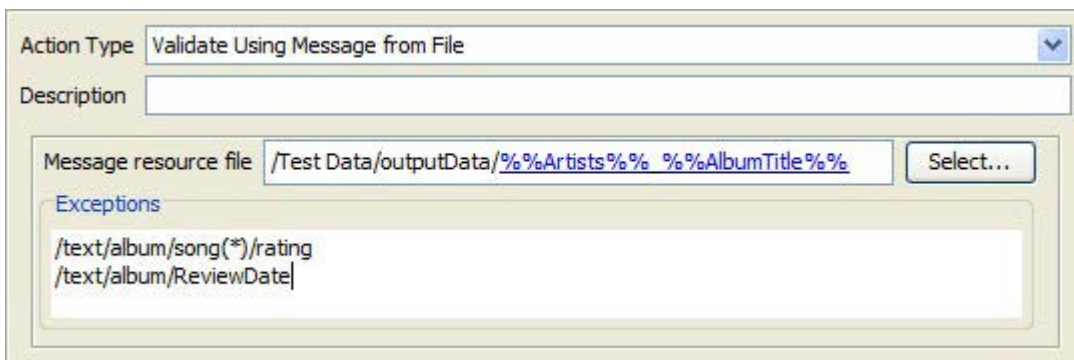 Action Type Validate Using Message from File
Description
Message resource file /Test Data/outputData/%%Artists%%_%%AlbumTitle%% Select...
Exceptions
/text/album/song(*)/rating
/text/album/ReviewDate